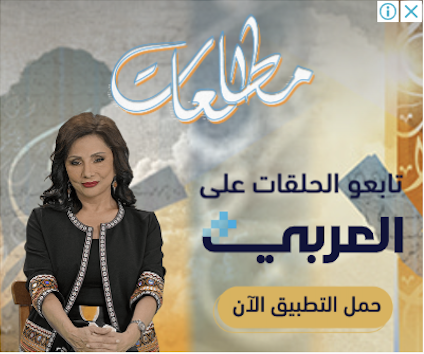 مطالعات
تابعو الحلقات على
العربي+
حمل التطبيق الآن